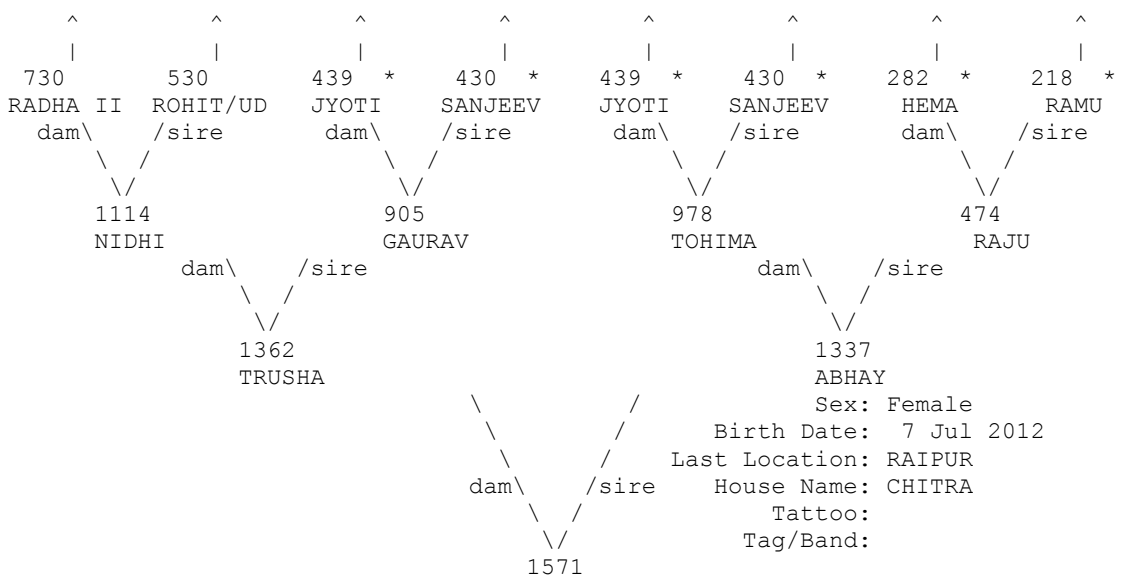 ^ ^ ^ ^ ^ ^ ^ ^
| | | | | | | |
730 530 439 * 430 * 439 * 430 * 282 * 218 *
RADHA II ROHIT/UD JYOTI SANJEEV JYOTI SANJEEV HEMA RAMU
dam\ /sire dam\ /sire dam\ /sire dam\ /sire
\ / \ / \ / \ /
\/ \/ \/ \/
1114 905 978 474
NIDHI GAURAV TOHIMA RAJU
dam\ /sire dam\ /sire
\ / \ /
\/ \/
1362 1337
TRUSHA ABHAY
\ / Sex: Female
\ / Birth Date: 7 Jul 2012
\ / Last Location: RAIPUR
dam\ /sire House Name: CHITRA
\ / Tattoo:
\/ Tag/Band:
1571